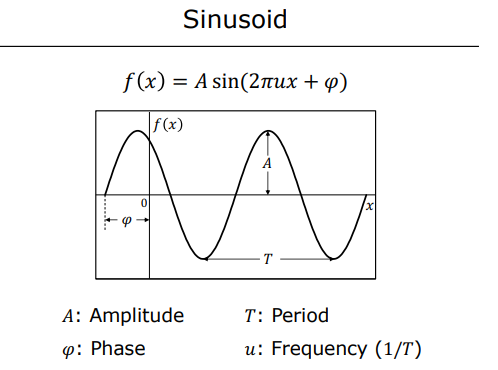 Sinusoid
f(x) = A sin(2πux + φ)
f(x)
A
0
x
φ
T
A: Amplitude
T: Period
φ: Phase
u: Frequency (1/T)